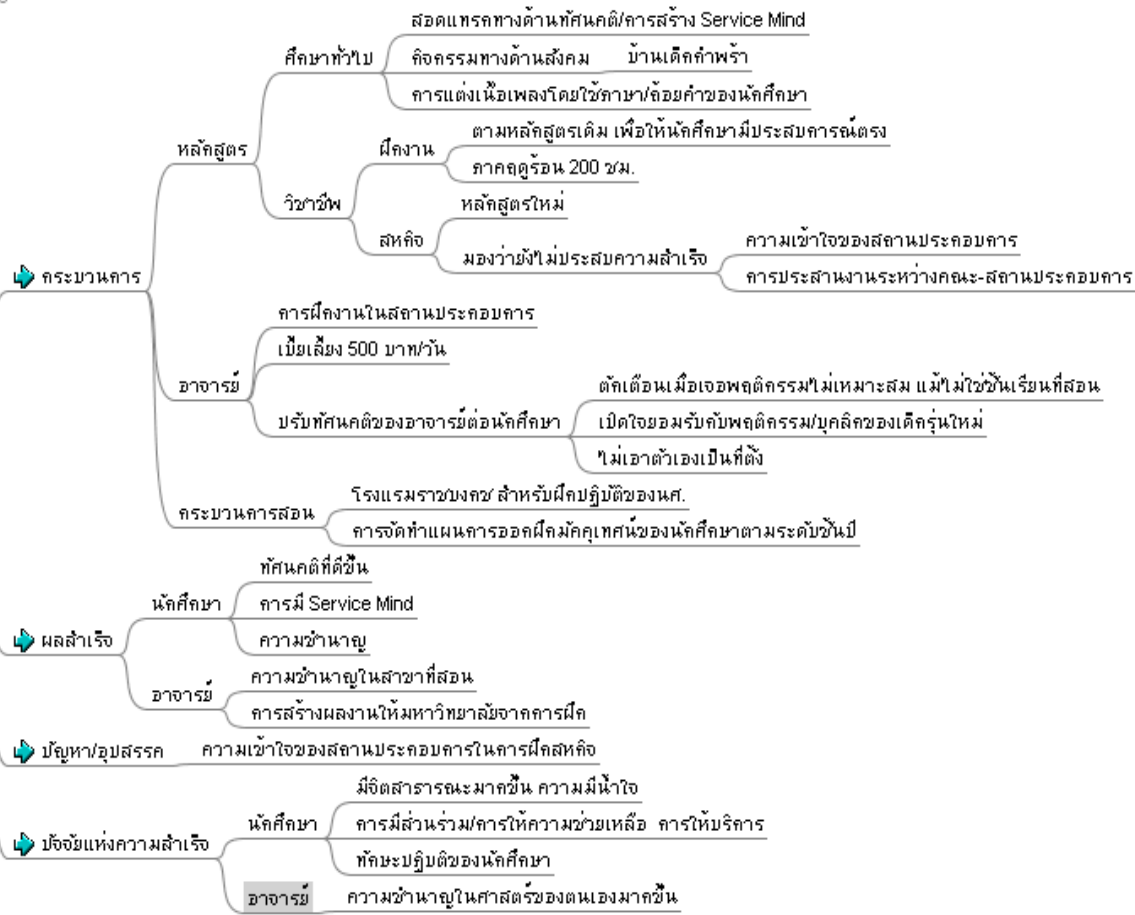 สอดแทรกทางด้านทัศนคติ/การสร้าง Service Mind
ศึกษาทั่วไป
กิจกรรมทางด้านสังคม บ้านเด็กกำพร้า
การแต่งเนื้อเพลงโดยใช้ภาษา/ถ้อยคำของนักศึกษา
หลักสูตร
ฝึกงาน
ตามหลักสูตรเดิม เพื่อให้นักศึกษามีประสบการณ์ตรง
ภาคฤดูร้อน 200 ชม.
วิชาชีพ
สหกิจ
หลักสูตรใหม่
มองว่ายังไม่ประสบความสำเร็จ
ความเข้าใจของสถานประกอบการ
การประสานงานระหว่างคณะ-สถานประกอบการ
กระบวนการ
การฝึกงานในสถานประกอบการ
เบี้ยเลี้ยง 500 บาท/วัน
อาจารย์
ปรับทัศนคติของอาจารย์ต่อนักศึกษา
ตักเตือนเมื่อเจอพฤติกรรมไม่เหมาะสม แม้ไม่ใช่ชั้นเรียนที่สอน
เปิดใจยอมรับกับพฤติกรรม/บุคลิกของเด็กรุ่นใหม่
ไม่เอาตัวเองเป็นที่ตั้ง
กระบวนการสอน
โรงแรมราชบงกช สำหรับฝึกปฏิบัติของนศ.
การจัดทำแผนการออกฝึกมัคคุเทศน์ของนักศึกษาตามระดับชั้นปี
ผลสำเร็จ
นักศึกษา
ทัศนคติที่ดีขึ้น
การมี Service Mind
ความชำนาญ
อาจารย์
ความชำนาญในสาขาที่สอน
การสร้างผลงานให้มหาวิทยาลัยจากการฝึก
ปัญหา/อุปสรรค ความเข้าใจของสถานประกอบการในการฝึกสหกิจ
ปัจจัยแห่งความสำเร็จ
นักศึกษา
มีจิตสาธารณะมากขึ้น ความมีน้ำใจ
การมีส่วนร่วม/การให้ความช่วยเหลือ การให้บริการ
ทักษะปฏิบัติของนักศึกษา
อาจารย์ ความชำนาญในศาสตร์ของตนเองมากขึ้น